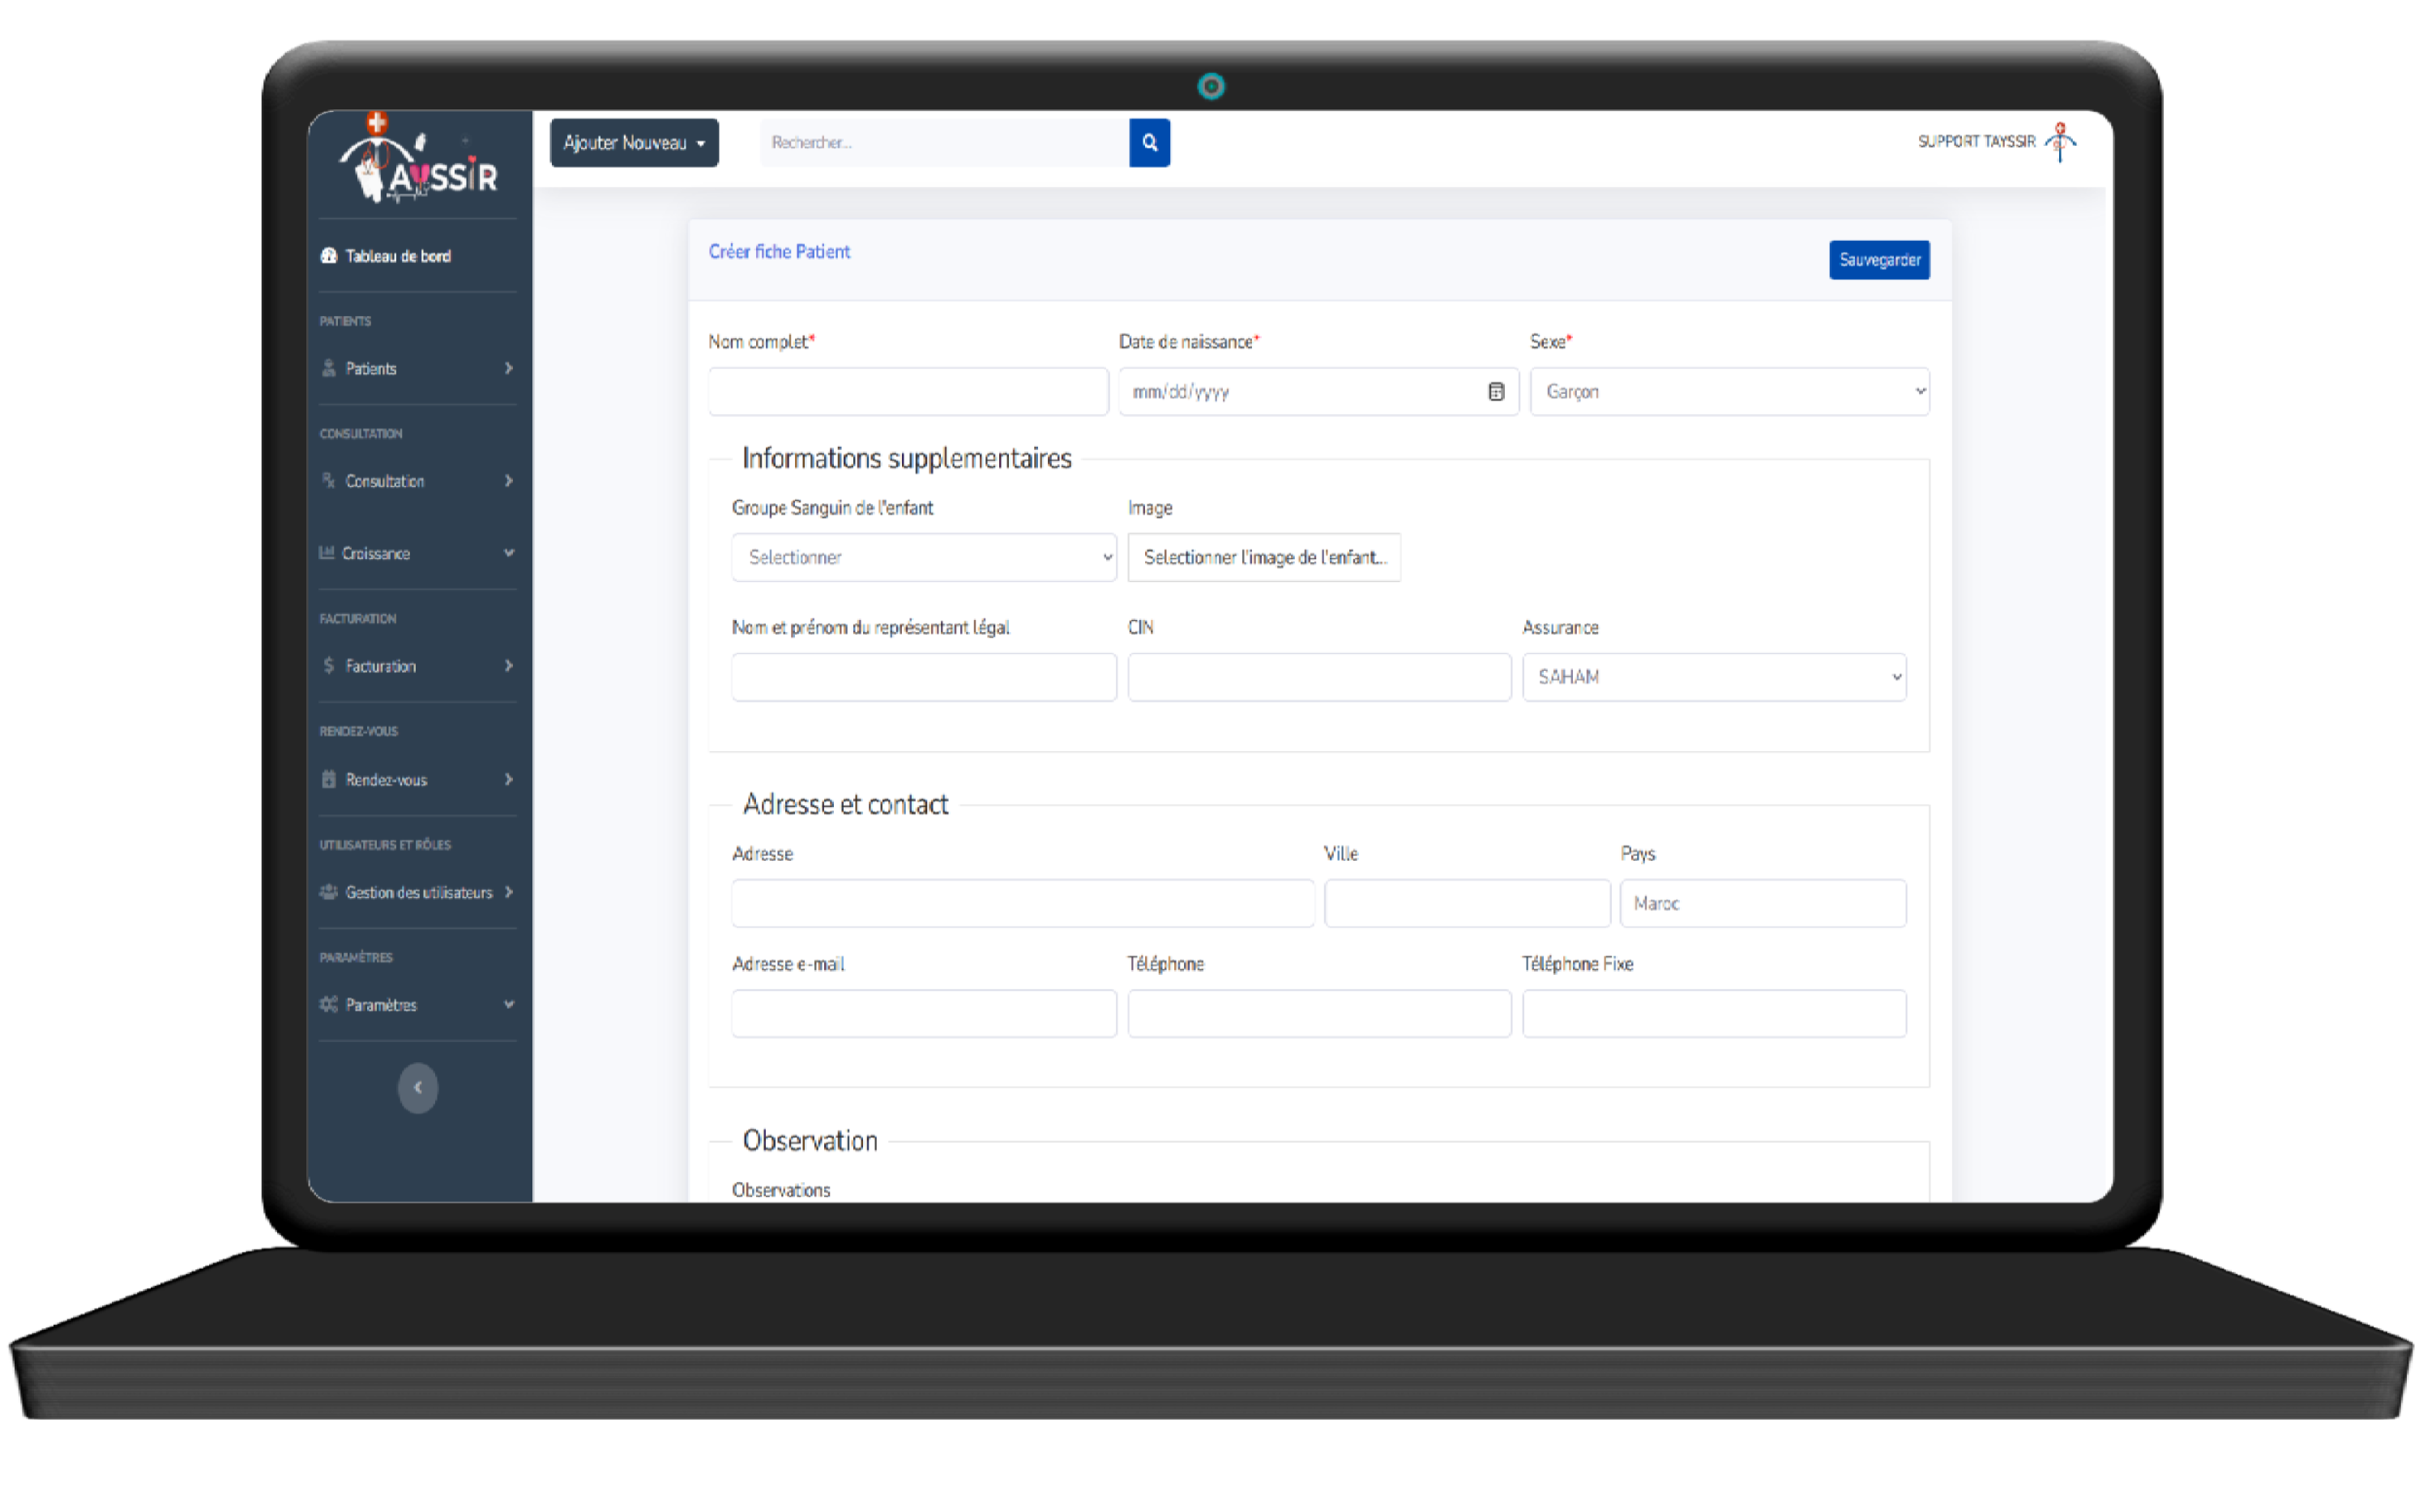 TAYSSIR
Ajouter Nouveau
Rechercher...
SUPPORT TAYSSIR
Tableau de bord
PATIENTS
Patients
CONSULTATION
Consultation
Croissance
FACTURATION
Facturation
RENDEZ-VOUS
Rendez-vous
UTILISATEURS ET RÔLES
Gestion des utilisateurs
PARAMÈTRES
Paramètres
Créer fiche Patient
Sauvegarder
Nom complet* Date de naissance* Sexe*
mm/dd/yyyy Garçon
Informations supplementaires
Groupe Sanguin de l'enfant Image
Selectionner Selectionner l'image de l'enfant...
Nom et prénom du représentant légal CIN Assurance
SAHAM
Adresse et contact
Adresse Ville Pays
Maroc
Adresse e-mail Téléphone Téléphone Fixe
Observation
Observations